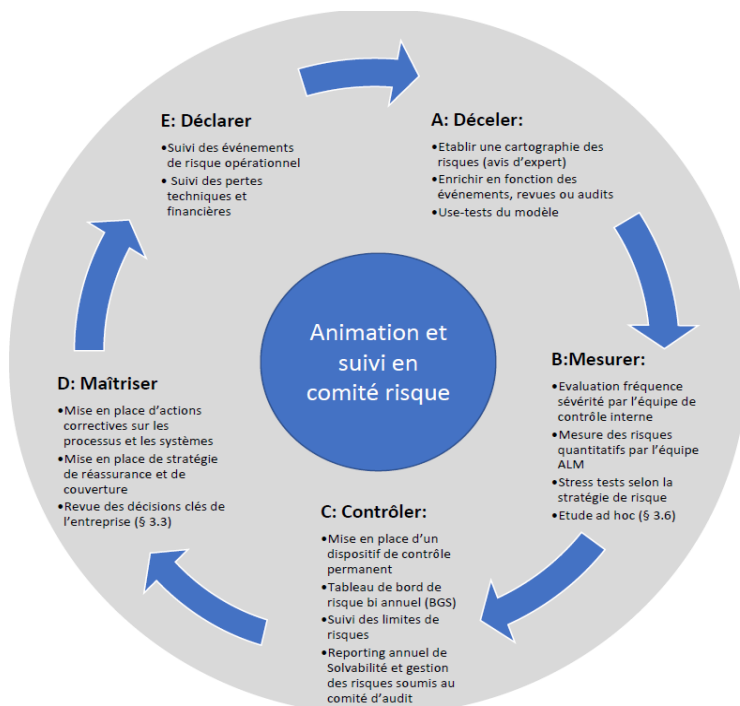 E: Déclarer
•Suivi des événements
de risque opérationnel
• Suivi des pertes
techniques et
financières
A: Déceler:
•Etablir une cartographie des
risques (avis d'expert)
•Enrichir en fonction des
événements, revues ou audits
•Use-tests du modèle
Animation et
suivi en
comité risque
B:Mesurer:
•Evaluation fréquence
sévérité par l'équipe de
contrôle interne
•Mesure des risques
quantitatifs par l'équipe
ALM
•Stress tests selon la
stratégie de risque
•Etude ad hoc (§ 3.6)
C: Contrôler:
•Mise en place d'un
dispositif de contrôle
permanent
•Tableau de bord de
risque bi annuel (BGS)
•Suivi des limites de
risques
•Reporting annuel de
Solvabilité et gestion
des risques soumis au
comité d'audit
D: Maîtriser
•Mise en place d'actions
correctives sur les
processus et les systèmes
•Mise en place de stratégie
de réassurance et de
couverture
•Revue des décisions clés de
l'entreprise (§ 3.3)